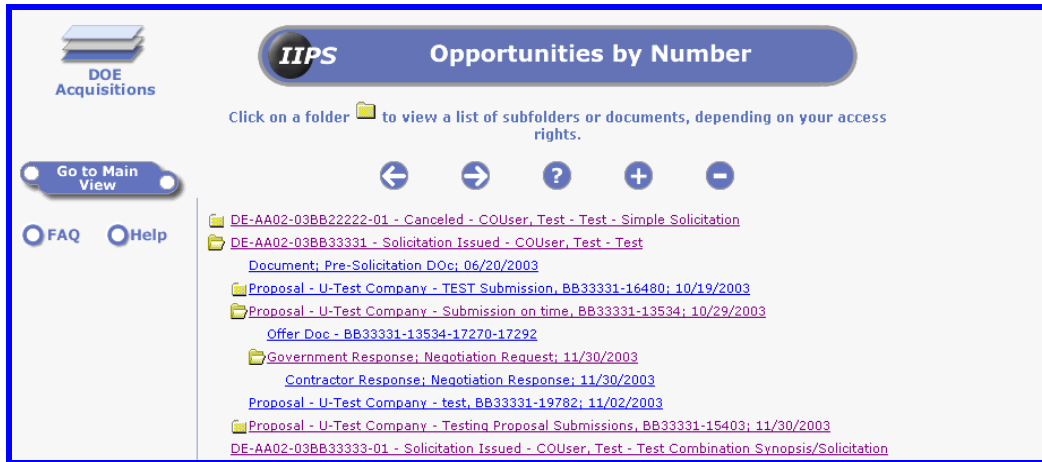 DOE
Acquisitions
IIPS
Opportunities by Number
Click on a folder to view a list of subfolders or documents, depending on your access
rights.
Go to Main
View
FAQ
Help
DE-AA02-03BB22222-01 - Canceled - COUser, Test - Test - Simple Solicitation
DE-AA02-03BB33331 - Solicitation Issued - COUser, Test - Test
Document; Pre-Solicitation DOc; 06/20/2003
Proposal - U-Test Company - TEST Submission, BB33331-16480; 10/19/2003
Proposal - U-Test Company - Submission on time, BB33331-13534; 10/29/2003
Offer Doc - BB33331-13534-17270-17292
Government Response; Negotiation Request; 11/30/2003
Contractor Response; Negotiation Response; 11/30/2003
Proposal - U-Test Company - test, BB33331-19782; 11/02/2003
Proposal - U-Test Company - Testing Proposal Submissions, BB33331-15403; 11/30/2003
DE-AA02-03BB33333-01 - Solicitation Issued - COUser, Test - Test Combination Synopsis/Solicitation